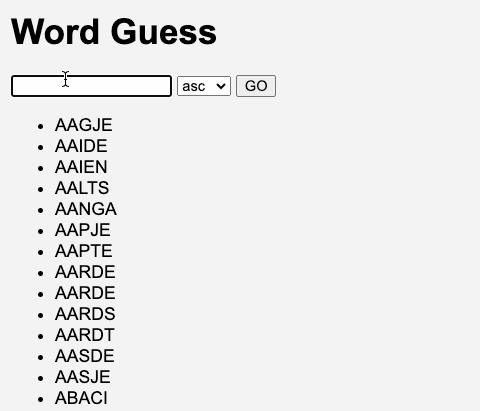 Word Guess
asc GO
AAGJE
AAIDE
AAIEN
AALTS
AANGA
AAPJE
AAPTE
AARDE
AARDE
AARDS
AARDT
AASDE
AASJE
ABACI